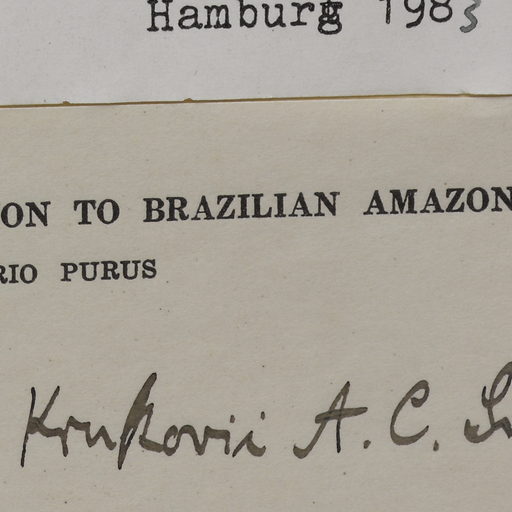 Hamburg 1983
ON TO BRAZILIAN AMAZON
RIO PURUS
Krukovii A. C. S